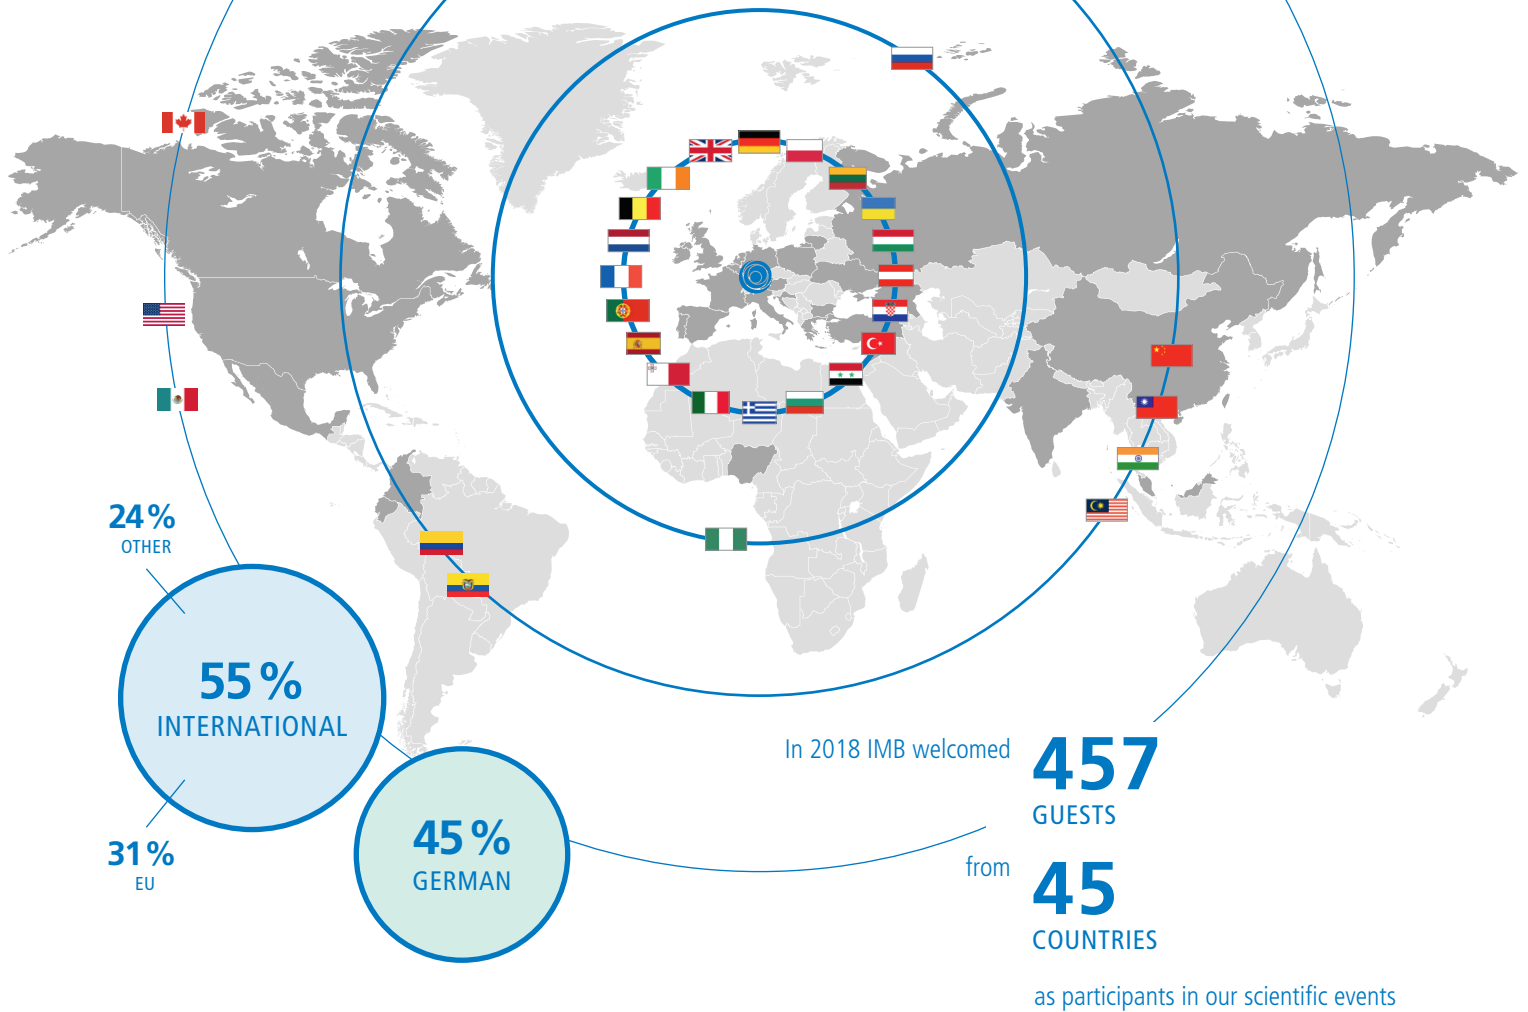 24 %
OTHER
55 %
INTERNATIONAL
31 %
EU
45 %
GERMAN
In 2018 IMB welcomed
457
GUESTS
from
45
COUNTRIES
as participants in our scientific events